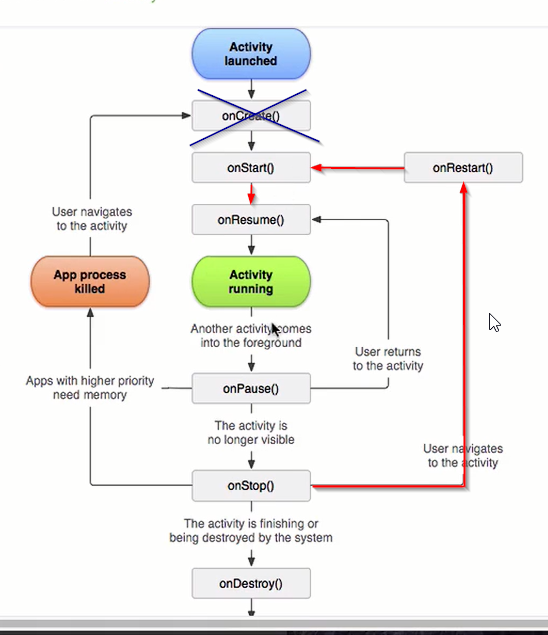 Activity
launched
onCreate()
onStart()
onRestart()
onResume()
User navigates
to the activity
App process
killed
Activity
running
Another activity comes
into the foreground
User returns
to the activity
Apps with higher priority
need memory
onPause()
The activity is
no longer visible
User navigates
to the activity
onStop()
The activity is finishing or
being destroyed by the system
onDestroy()